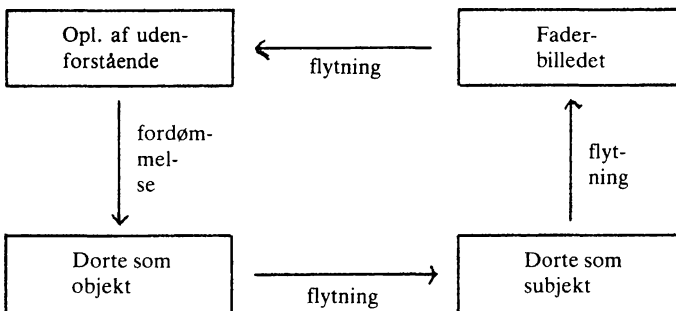 Opl. af uden-
forstående
flytning
Fader-
billedet
fordøm-
mel-
se
flyt-
ning
Dorte som
objekt
flytning
Dorte som
subjekt